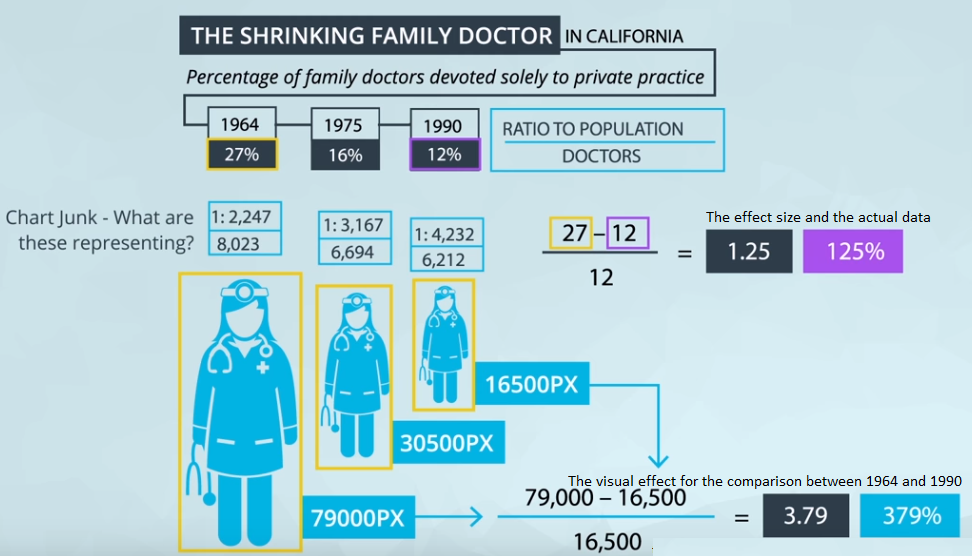 THE SHRINKING FAMILY DOCTOR IN CALIFORNIA
Percentage of family doctors devoted solely to private practice
1964 1975 1990
27% 16% 12%
RATIO TO POPULATION
DOCTORS
Chart Junk - What are
these representing?
1: 2,247
8,023
1: 3,167
6,694
1: 4,232
6,212
The effect size and the actual data
27 – 12
12
= 1.25 125%
16500PX
30500PX
79000PX
The visual effect for the comparison between 1964 and 1990
79,000 – 16,500
16,500
= 3.79 379%